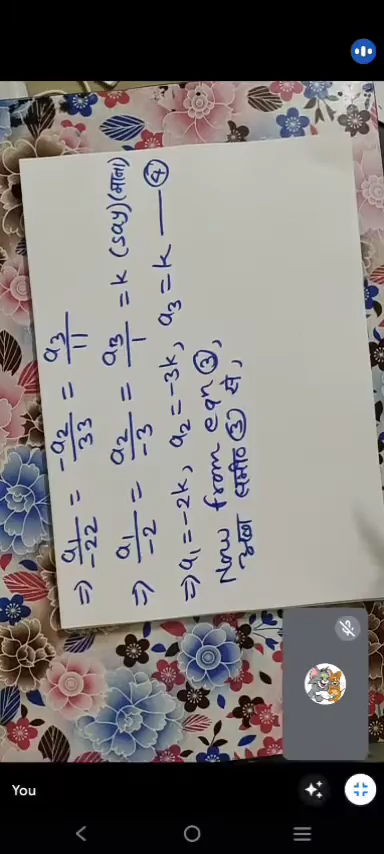 ⇒ a₁/-22 = -a₂/33 = a₃/11
⇒ a₁/-2 = a₂/-3 = a₃/1 = k (say) (माना)
⇒ a₁ = -2k, a₂ = -3k, a₃ = k —— ④
Now from eqn ③,
अब समी० ③ से,
You